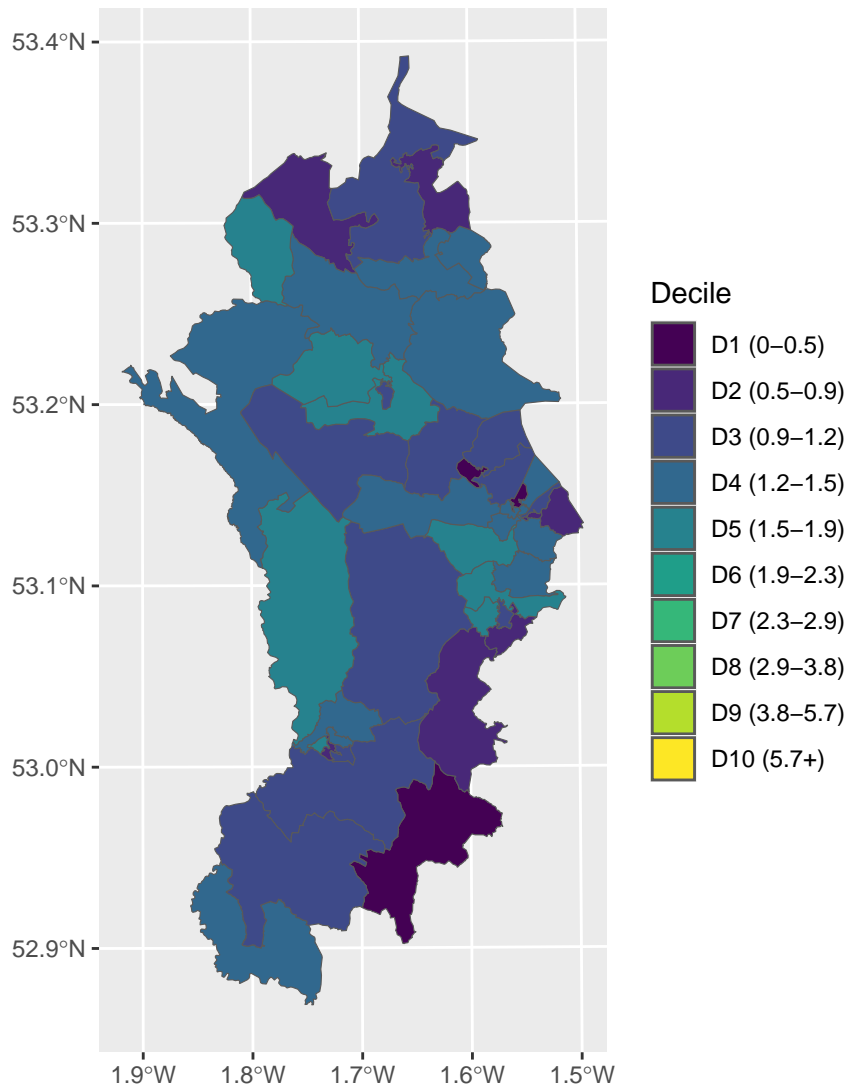 53.4°N
53.3°N
53.2°N
53.1°N
53.0°N
52.9°N
1.9°W 1.8°W 1.7°W 1.6°W 1.5°W
Decile
D1 (0–0.5)
D2 (0.5–0.9)
D3 (0.9–1.2)
D4 (1.2–1.5)
D5 (1.5–1.9)
D6 (1.9–2.3)
D7 (2.3–2.9)
D8 (2.9–3.8)
D9 (3.8–5.7)
D10 (5.7+)